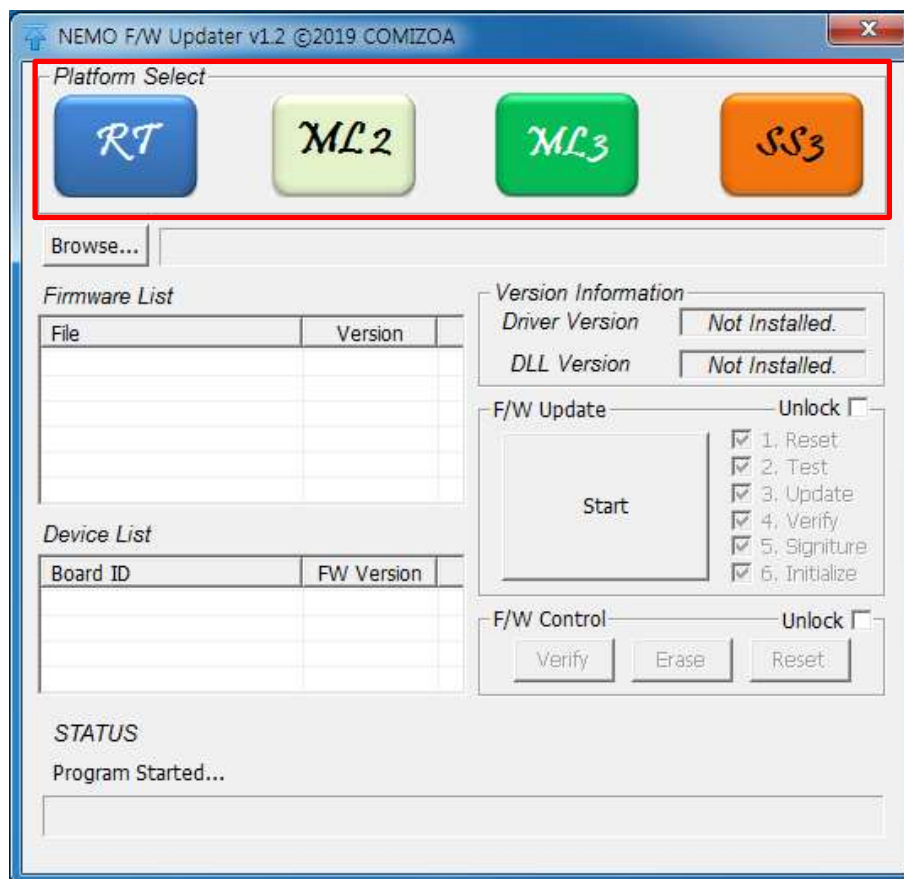 NEMO F/W Updater v1.2 ©2019 COMIZOA
Platform Select
RT ML2 ML3 SS3
Browse...
Firmware List
File Version
Version Information
Driver Version Not Installed.
DLL Version Not Installed.
F/W Update Unlock
Start
1. Reset
2. Test
3. Update
4. Verify
5. Signiture
6. Initialize
Device List
Board ID FW Version
F/W Control Unlock
Verify Erase Reset
STATUS
Program Started...